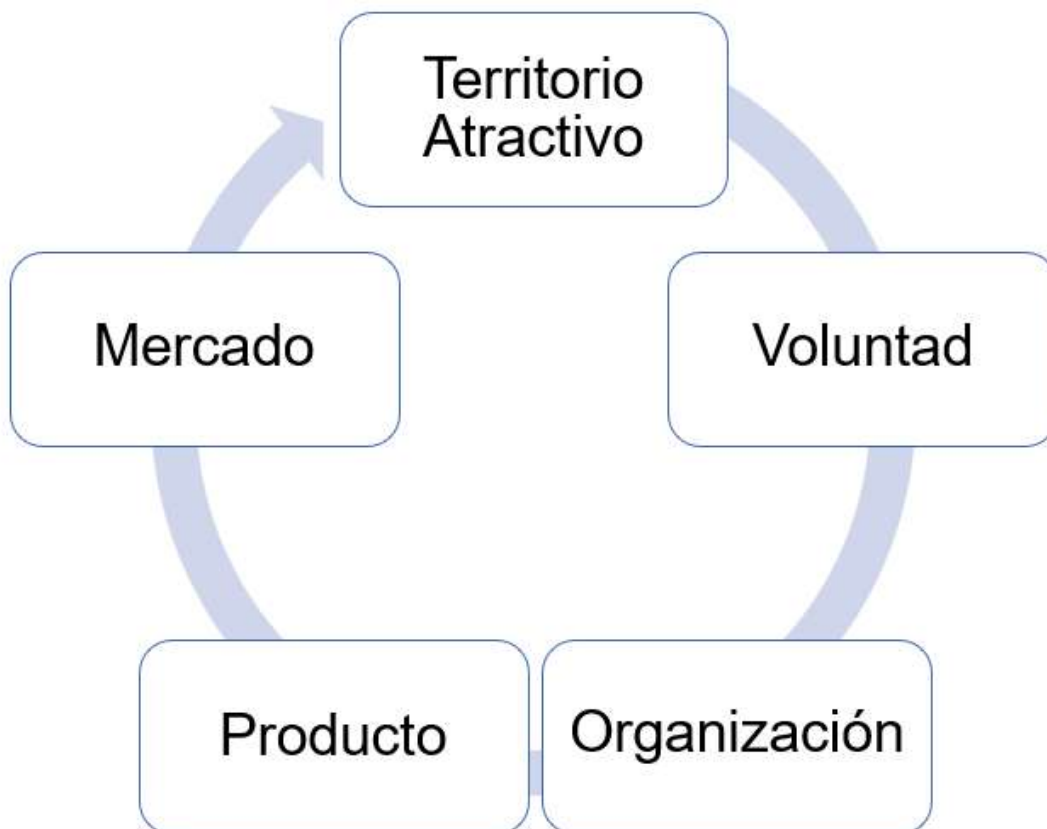 Territorio
Atractivo
Voluntad
Organización
Producto
Mercado